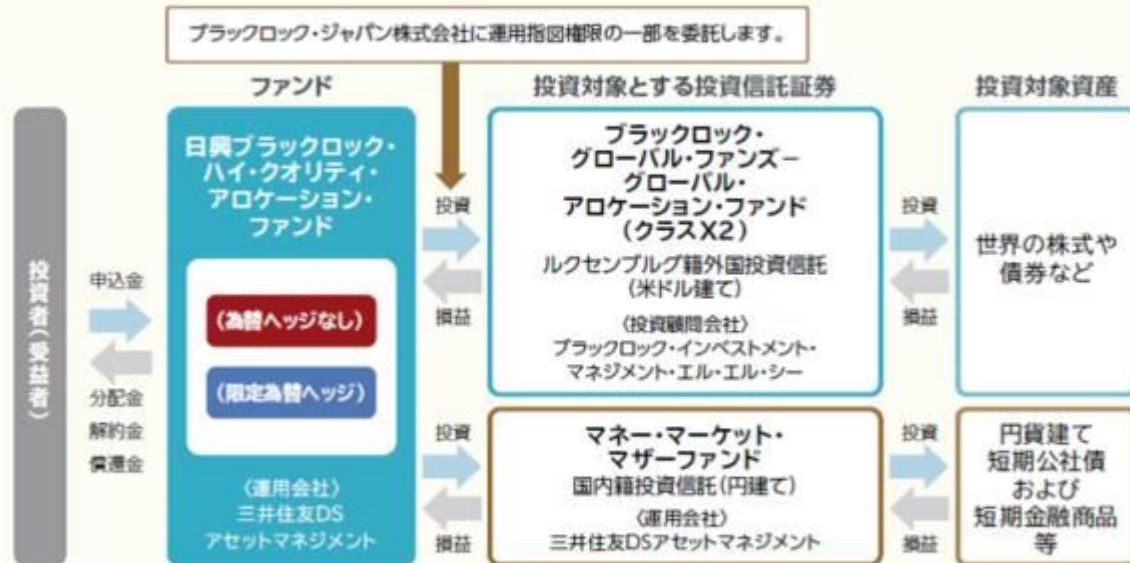 ブラックロック・ジャパン株式会社に運用指図権限の一部を委託します。
ファンド
投資対象とする投資信託証券
投資対象資産
投資者(受益者)
申込金
分配金
解約金
償還金
日興ブラックロック・
ハイ・クオリティ・
アロケーション・
ファンド
(為替ヘッジなし)
(限定為替ヘッジ)
〈運用会社〉
三井住友DS
アセットマネジメント
投資
損益
ブラックロック・
グローバル・ファンズー
グローバル・
アロケーション・ファンド
(クラスX2)
ルクセンブルグ籍外国投資信託
(米ドル建て)
〈投資顧問会社〉
ブラックロック・インベストメント・
マネジメント・エル・エル・シー
投資
損益
世界の株式や
債券など
投資
損益
マネー・マーケット・
マザーファンド
国内籍投資信託(円建て)
〈運用会社〉
三井住友DSアセットマネジメント
投資
損益
円貨建て
短期公社債
および
短期金融商品
等